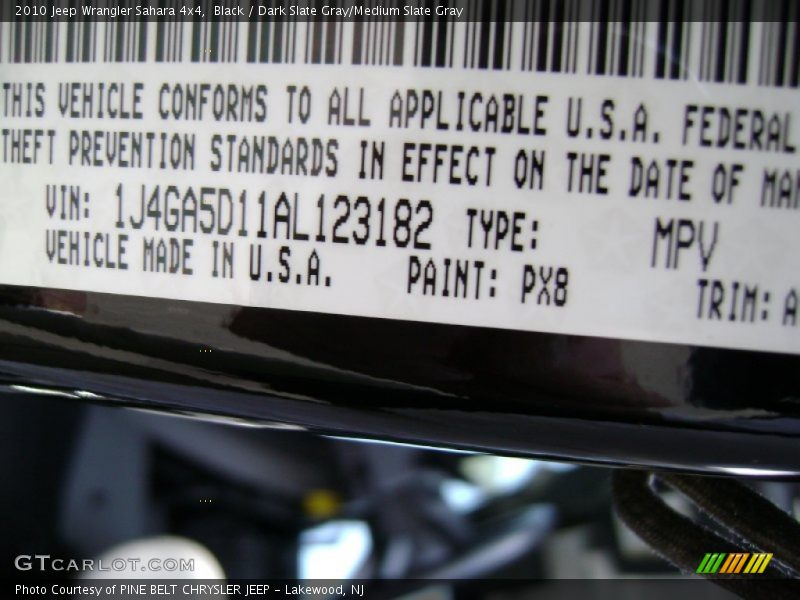 2010 Jeep Wrangler Sahara 4x4, Black / Dark Slate Gray/Medium Slate Gray
THIS VEHICLE CONFORMS TO ALL APPLICABLE U.S.A. FEDERAL
THEFT PREVENTION STANDARDS IN EFFECT ON THE DATE OF MAN
VIN: 1J4GA5D11AL123182 TYPE: MPV
VEHICLE MADE IN U.S.A. PAINT: PX8 TRIM: A
GTCARLOT.COM
Photo Courtesy of PINE BELT CHRYSLER JEEP - Lakewood, NJ